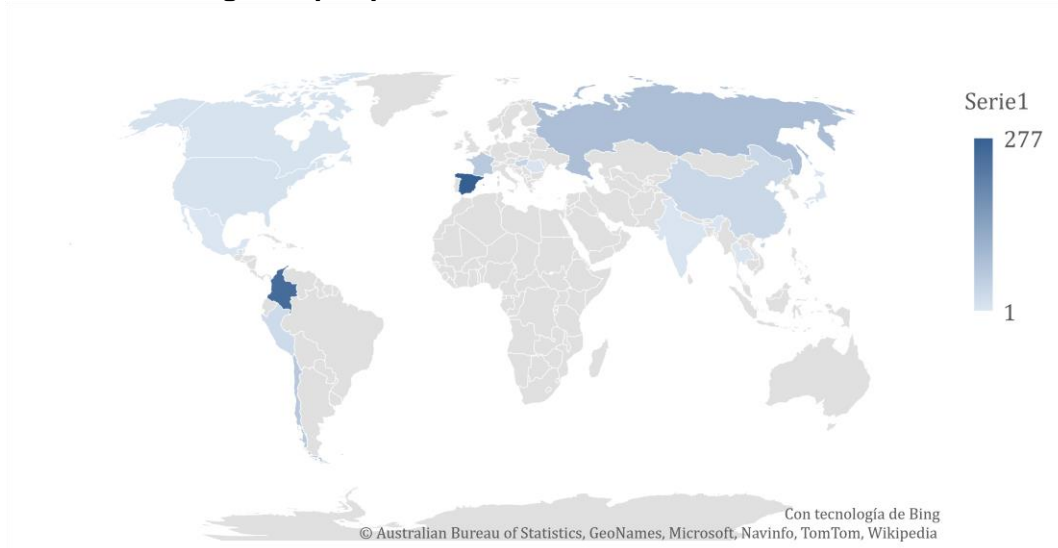 Serie1
277
1
Con tecnología de Bing
© Australian Bureau of Statistics, GeoNames, Microsoft, Navinfo, TomTom, Wikipedia